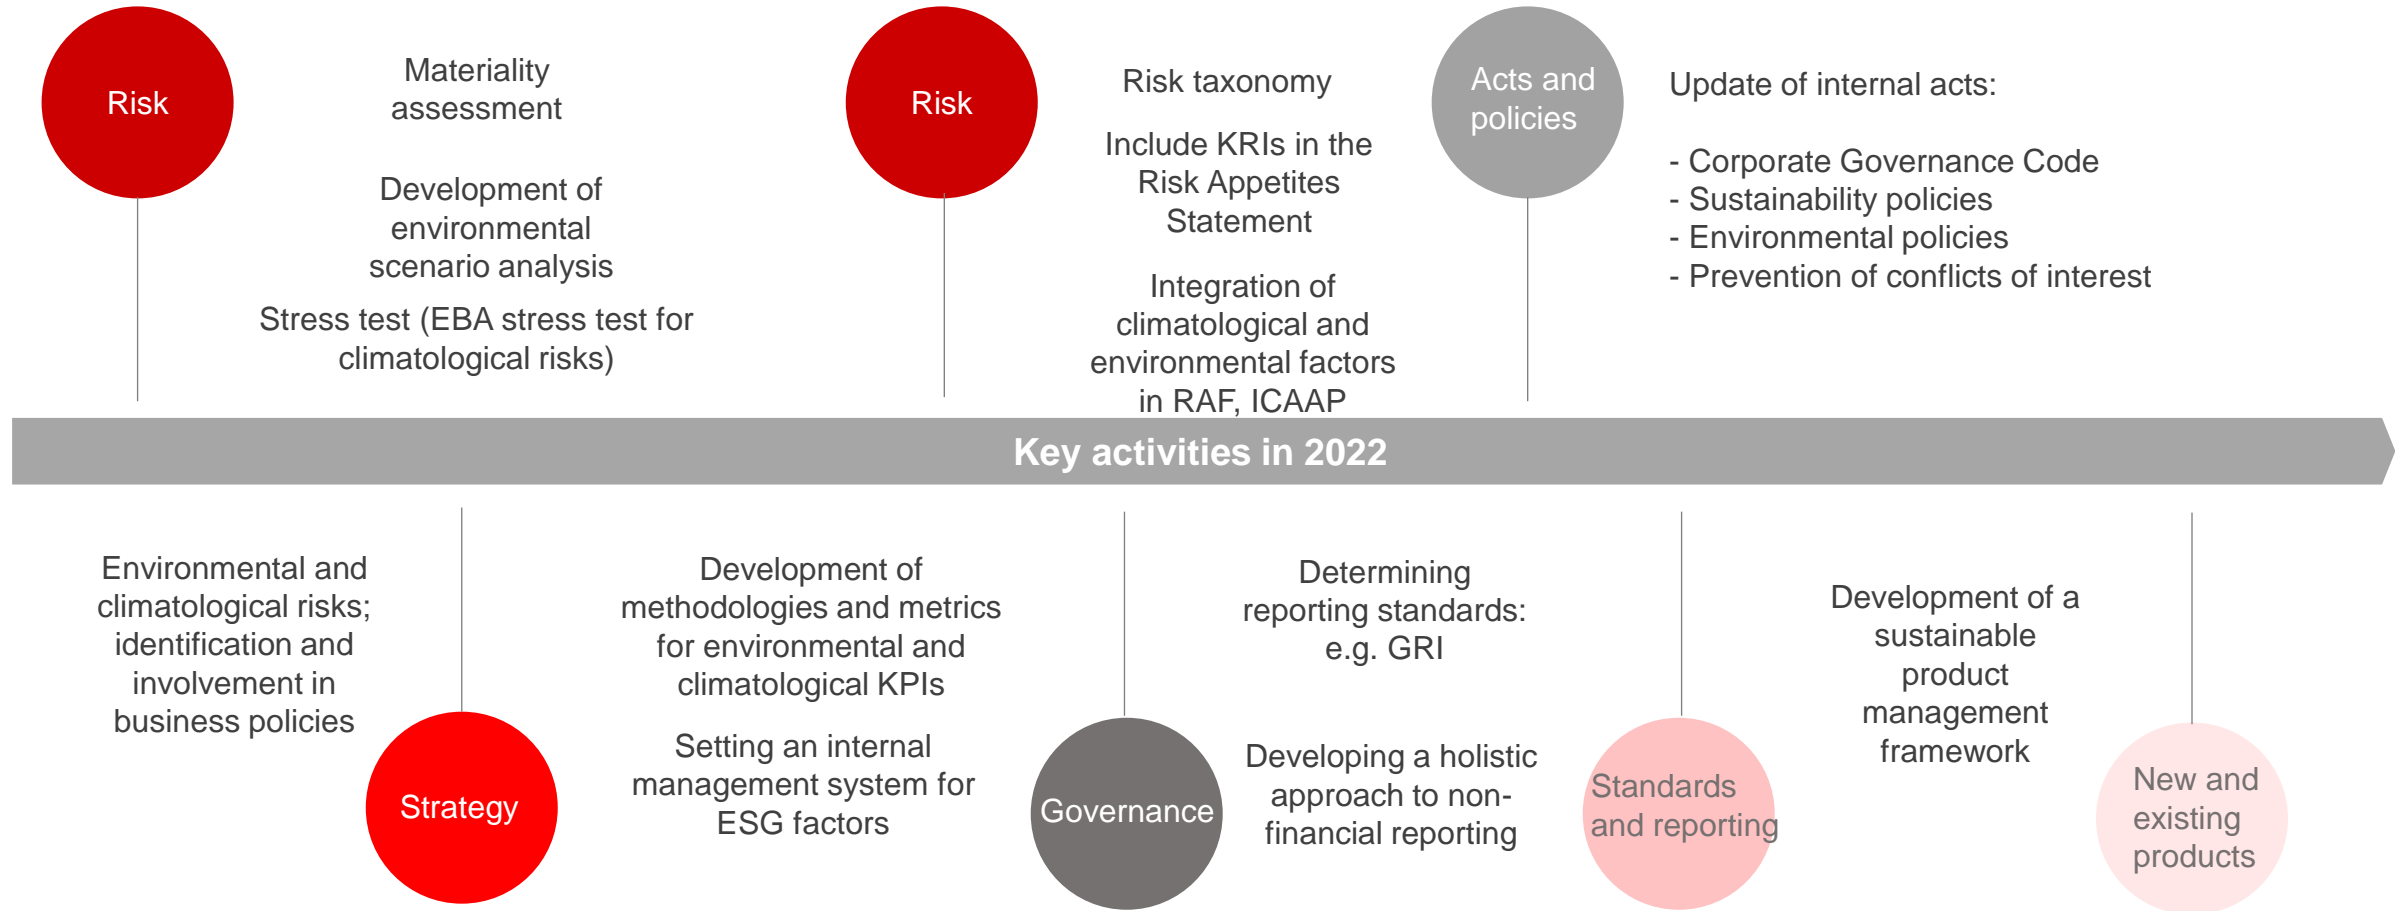 Risk
Materiality
assessment
Development of
environmental
scenario analysis
Stress test (EBA stress test for
climatological risks)
Risk
Risk taxonomy
Include KRIs in the
Risk Appetites
Statement
Integration of
climatological and
environmental factors
in RAF, ICAAP
Acts and
policies
Update of internal acts:
- Corporate Governance Code
- Sustainability policies
- Environmental policies
- Prevention of conflicts of interest
Key activities in 2022
Environmental and
climatological risks;
identification and
involvement in
business policies
Strategy
Development of
methodologies and metrics
for environmental and
climatological KPIs
Setting an internal
management system for
ESG factors
Governance
Determining
reporting standards:
e.g. GRI
Developing a holistic
approach to non-
financial reporting
Standards
and reporting
Development of a
sustainable
product
management
framework
New and
existing
products